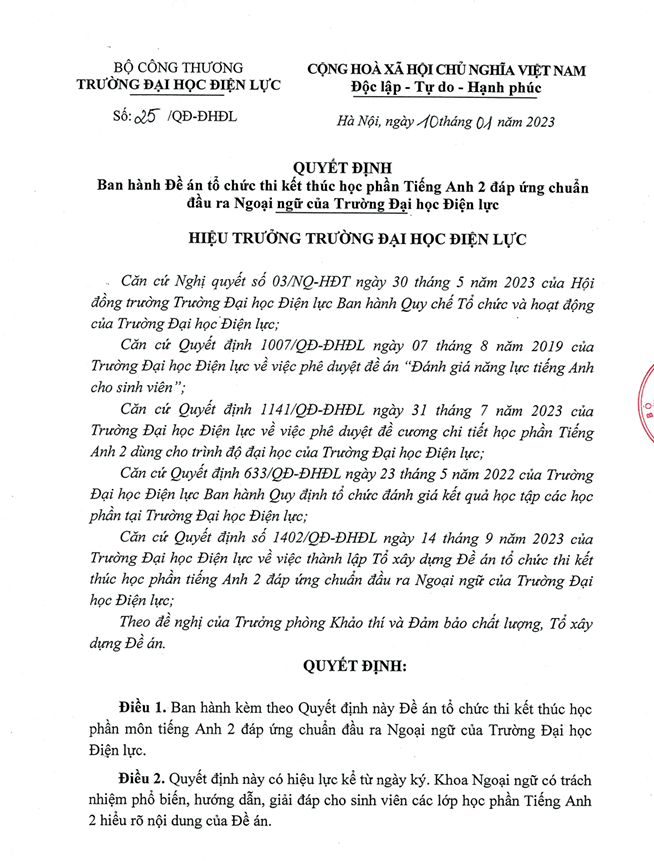 BỘ CÔNG THƯƠNG
TRƯỜNG ĐẠI HỌC ĐIỆN LỰC
Số: 25 /QĐ-ĐHĐL
CỘNG HOÀ XÃ HỘI CHỦ NGHĨA VIỆT NAM
Độc lập - Tự do - Hạnh phúc
Hà Nội, ngày 10 tháng 01 năm 2023
QUYẾT ĐỊNH
Ban hành Đề án tổ chức thi kết thúc học phần Tiếng Anh 2 đáp ứng chuẩn
đầu ra Ngoại ngữ của Trường Đại học Điện lực
HIỆU TRƯỞNG TRƯỜNG ĐẠI HỌC ĐIỆN LỰC
Căn cứ Nghị quyết số 03/NQ-HĐT ngày 30 tháng 5 năm 2023 của Hội
đồng trường Trường Đại học Điện lực Ban hành Quy chế Tổ chức và hoạt động
của Trường Đại học Điện lực;
Căn cứ Quyết định 1007/QĐ-ĐHĐL ngày 07 tháng 8 năm 2019 của
Trường Đại học Điện lực về việc phê duyệt đề án “Đánh giá năng lực tiếng Anh
cho sinh viên”;
Căn cứ Quyết định 1141/QĐ-ĐHĐL ngày 31 tháng 7 năm 2023 của
Trường Đại học Điện lực về việc phê duyệt đề cương chi tiết học phần Tiếng
Anh 2 dùng cho trình độ đại học của Trường Đại học Điện lực;
Căn cứ Quyết định 633/QĐ-ĐHĐL ngày 23 tháng 5 năm 2022 của Trường
Đại học Điện lực Ban hành Quy định tổ chức đánh giá kết quả học tập các học
phần tại Trường Đại học Điện lực;
Căn cứ Quyết định số 1402/QĐ-ĐHĐL ngày 14 tháng 9 năm 2023 của
Trường Đại học Điện lực về việc thành lập Tổ xây dựng Đề án tổ chức thi kết
thúc học phần tiếng Anh 2 đáp ứng chuẩn đầu ra Ngoại ngữ của Trường Đại
học Điện lực;
Theo đề nghị của Trưởng phòng Khảo thí và Đảm bảo chất lượng, Tổ xây
dựng Đề án.
QUYẾT ĐỊNH:
Điều 1. Ban hành kèm theo Quyết định này Đề án tổ chức thi kết thúc học
phần môn tiếng Anh 2 đáp ứng chuẩn đầu ra Ngoại ngữ của Trường Đại học
Điện lực.
Điều 2. Quyết định này có hiệu lực kể từ ngày ký. Khoa Ngoại ngữ có trách
nhiệm phổ biến, hướng dẫn, giải đáp cho sinh viên các lớp học phần Tiếng Anh
2 hiểu rõ nội dung của Đề án.
BỘ